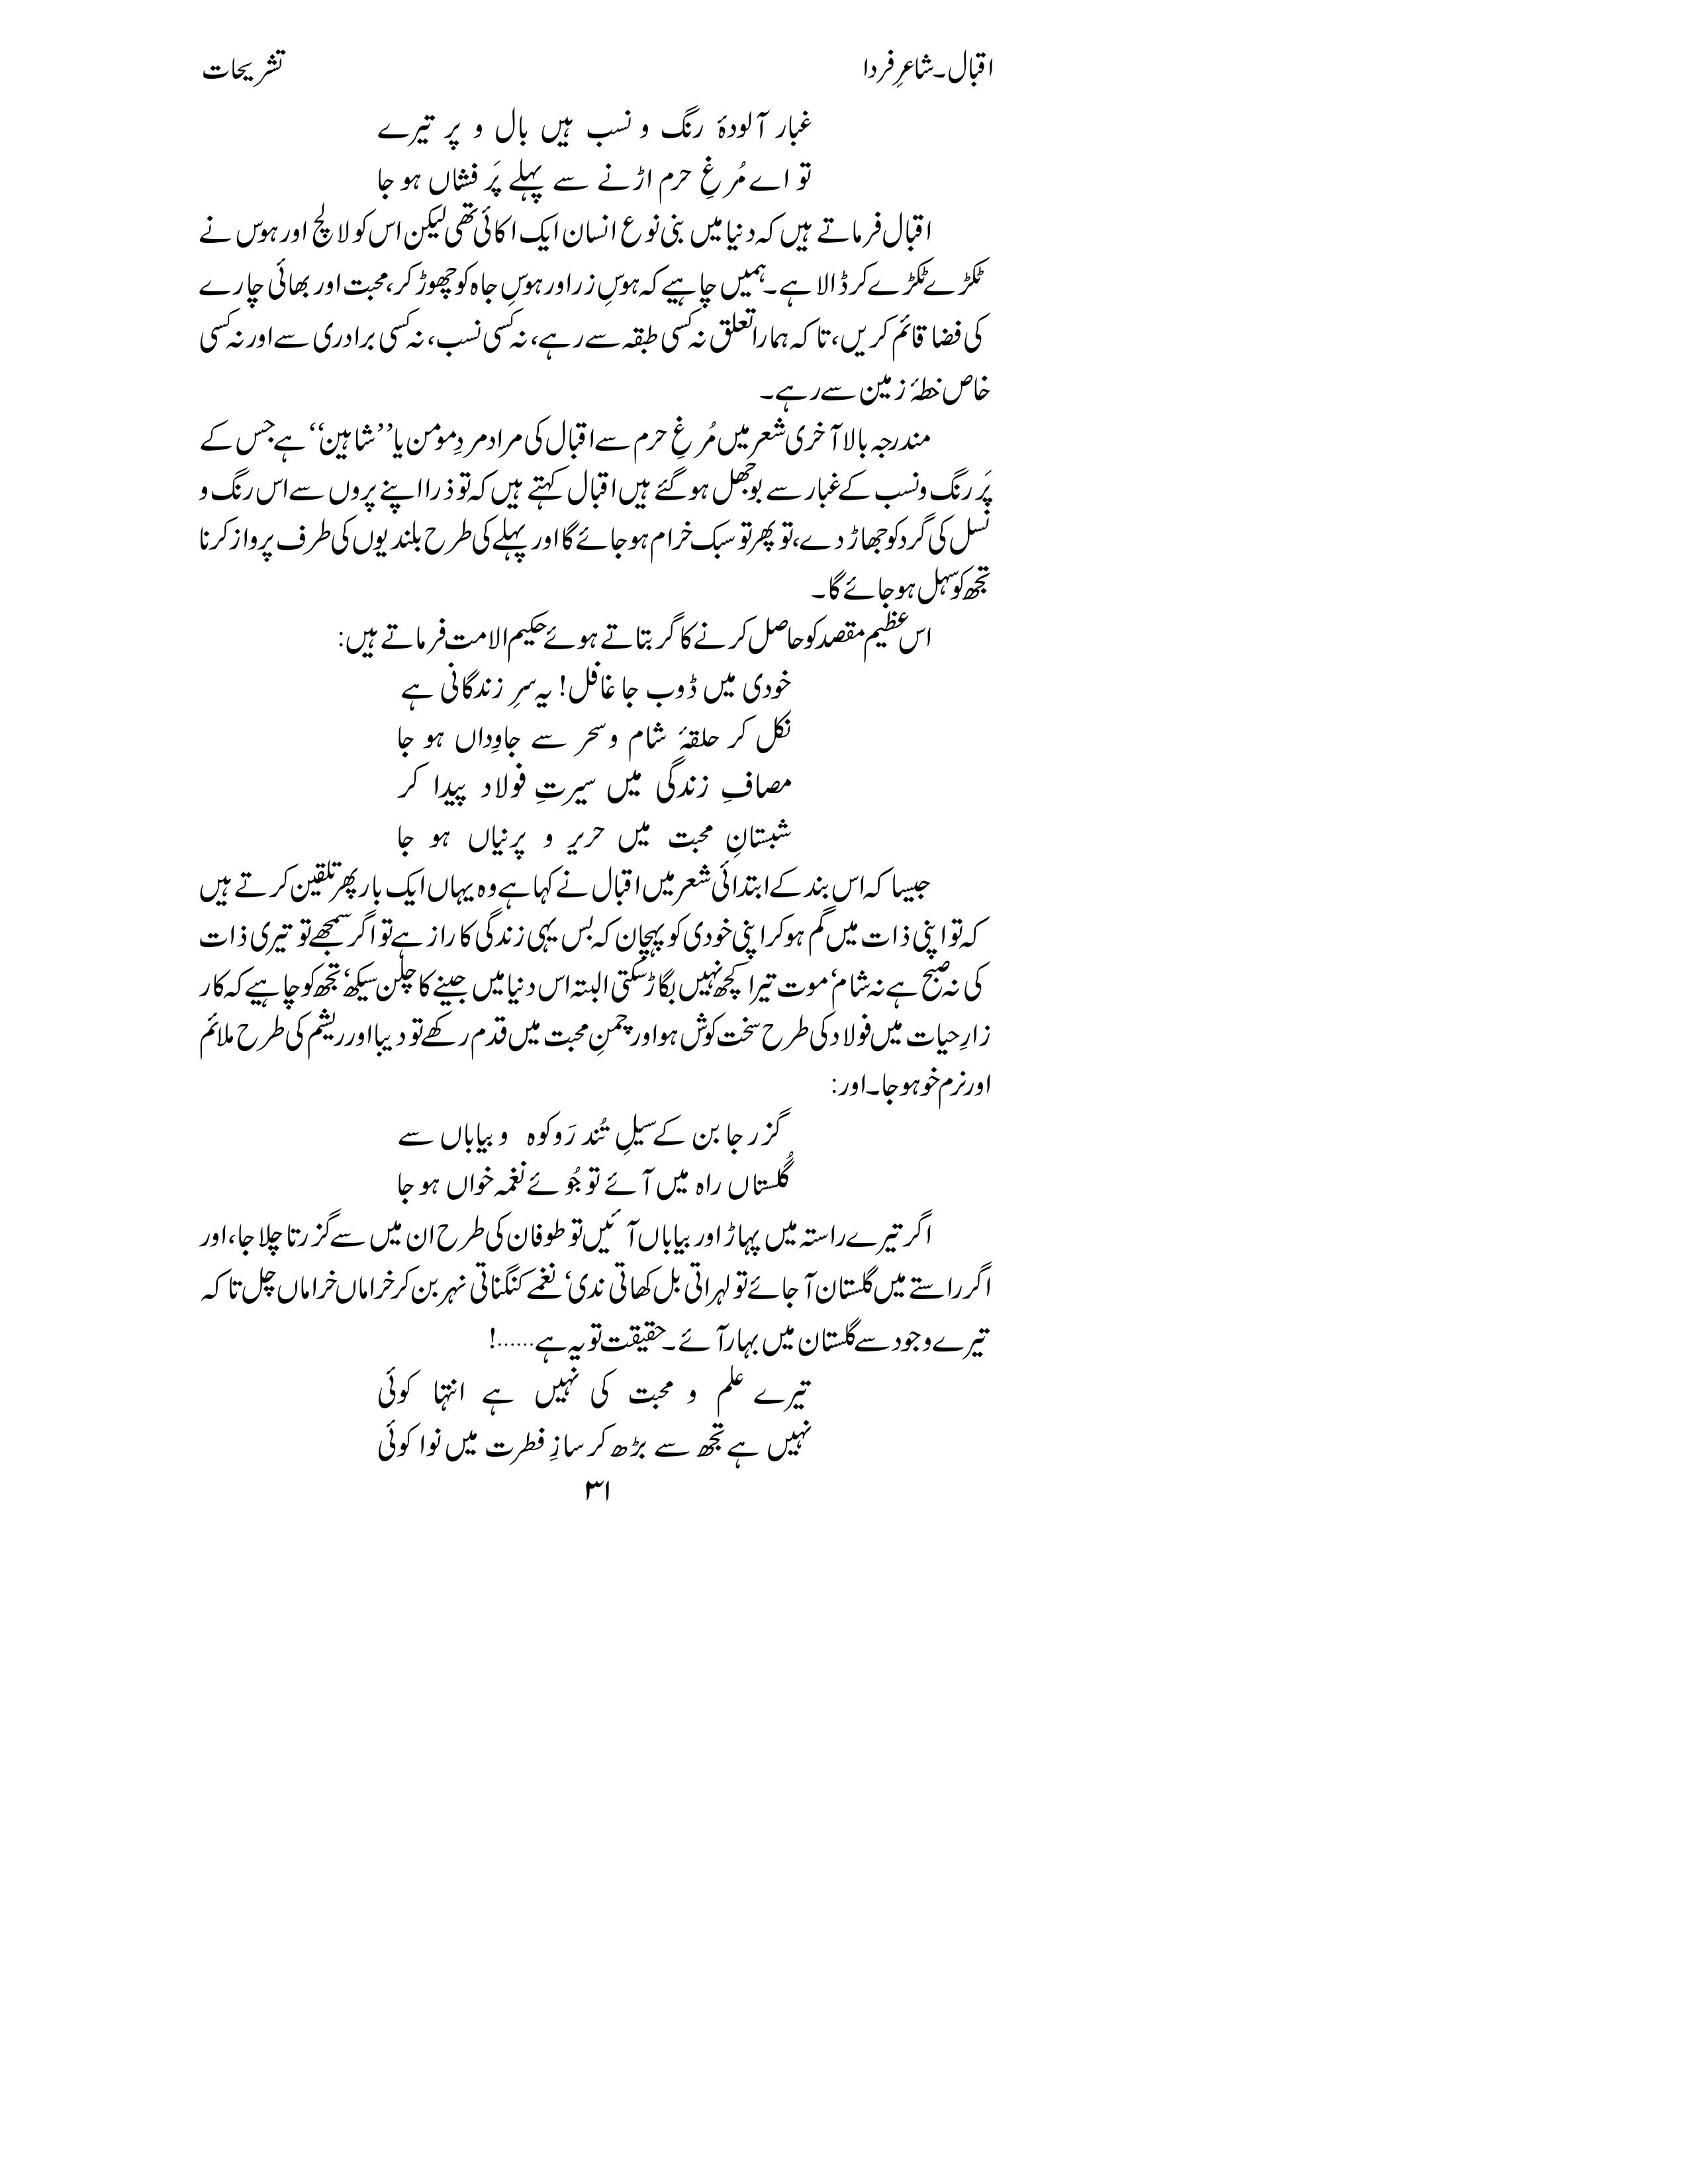 اقبال۔شاعرِفردا تشریحات
غبار آلودۂ رنگ و نسب ہیں بال و پر تیرے
تو اے مُرغِ حرم اڑنے سے پہلے پَر فشاں ہو جا
اقبال فرماتے ہیں کہ دنیا میں بنی نوع انسان ایک اکائی تھی لیکن اس کو لالچ اور ہوس نے
ٹکڑے ٹکڑے کر ڈالا ہے۔ ہمیں چاہیے کہ ہوسِ زر اور ہوسِ جاہ کو چھوڑ کر، محبت اور بھائی چارے
کی فضا قائم کریں، تاکہ ہمارا تعلق نہ کسی طبقہ سے رہے، نہ کسی نسب، نہ کسی برادری سے اور نہ کسی
خاص خطۂ زمین سے رہے۔
مندرجہ بالا آخری شعر میں مُرغِ حرم سے اقبال کی مراد مردِمومن یا ’’شاہین‘‘ ہے جس کے
پَر رنگ و نسب کے غبار سے بوجھل ہو گئے ہیں اقبال کہتے ہیں کہ تو ذرا اپنے پروں سے اس رنگ و
نسل کی گرد کو جھاڑ دے، تو پھر تو سبک خرام ہو جائے گا اور پہلے کی طرح بلندیوں کی طرف پرواز کرنا
تجھ کو سہل ہو جائے گا۔
اس عظیم مقصد کو حاصل کرنے کا گر بتاتے ہوئے حکیم الامت فرماتے ہیں:
خودی میں ڈوب جا غافل! یہ سرِ زندگانی ہے
نکل کر حلقۂ شام و سحر سے جاوِداں ہو جا
مصافِ زندگی میں سیرتِ فولاد پیدا کر
شبستانِ محبت میں حریر و پرنیاں ہو جا
جیسا کہ اس بند کے ابتدائی شعر میں اقبال نے کہا ہے وہ یہاں ایک بار پھر تلقین کرتے ہیں
کہ تو اپنی ذات میں گم ہو کر اپنی خودی کو پہچان کہ بس یہی زندگی کا راز ہے تو اگر سمجھے تو تیری ذات
کی نہ صبح ہے نہ شام‘ موت تیرا کچھ نہیں بگاڑ سکتی البتہ اس دنیا میں جینے کا چلن سیکھ‘ تجھ کو چاہیے کہ کار
زارِ حیات میں فولاد کی طرح سخت کوش ہو اور چمنِ محبت میں قدم رکھے تو دیبا اور ریشم کی طرح ملائم
اور نرم خو ہو جا۔ اور:
گزر جا بن کے سیلِ تُند رَو کوہ و بیاباں سے
گُلستاں راہ میں آئے تو جُوئے نغمہ خواں ہو جا
اگر تیرے راستہ میں پہاڑ اور بیاباں آئیں تو طوفان کی طرح ان میں سے گزرتا چلا جا، اور
اگر راستے میں گلستان آ جائے تو لہراتی بل کھاتی ندی‘ نغمے گنگناتی نہر بن کر خراماں خراماں چل تا کہ
تیرے وجود سے گلستان میں بہار آئے۔ حقیقت تو یہ ہے......!
تیرے علم و محبت کی نہیں ہے انتہا کوئی
نہیں ہے تجھ سے بڑھ کر سازِ فطرت میں نوا کوئی
۳۱